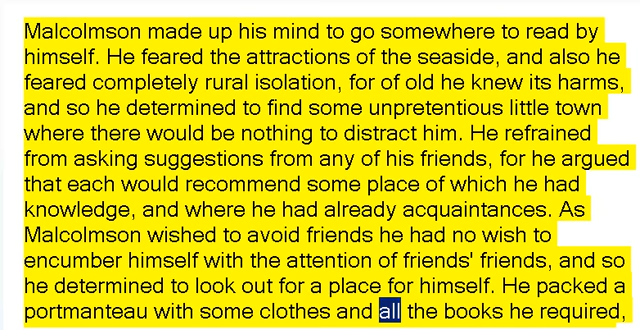 Malcolmson made up his mind to go somewhere to read by
himself. He feared the attractions of the seaside, and also he
feared completely rural isolation, for of old he knew its harms,
and so he determined to find some unpretentious little town
where there would be nothing to distract him. He refrained
from asking suggestions from any of his friends, for he argued
that each would recommend some place of which he had
knowledge, and where he had already acquaintances. As
Malcolmson wished to avoid friends he had no wish to
encumber himself with the attention of friends' friends, and so
he determined to look out for a place for himself. He packed a
portmanteau with some clothes and all the books he required,